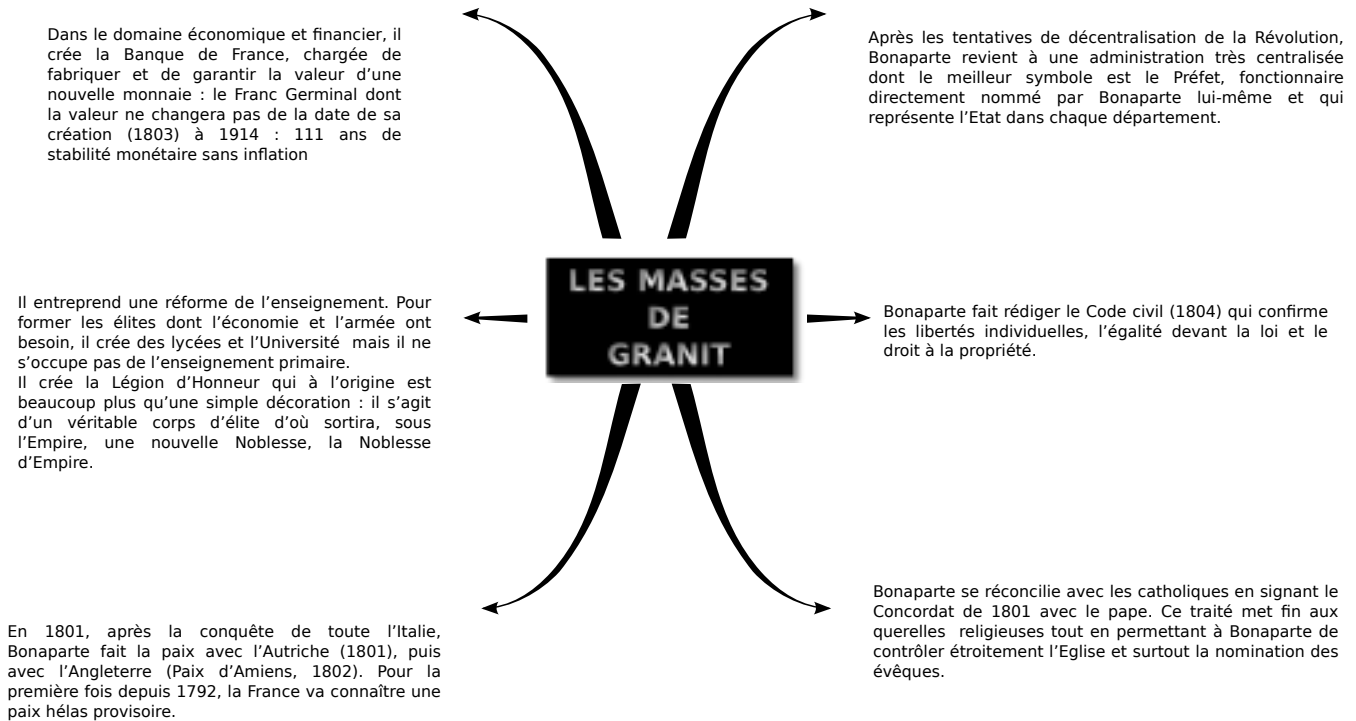 Dans le domaine économique et financier, il
crée la Banque de France, chargée de
fabriquer et de garantir la valeur d’une
nouvelle monnaie : le Franc Germinal dont
la valeur ne changera pas de la date de sa
création (1803) à 1914 : 111 ans de
stabilité monétaire sans inflation
Après les tentatives de décentralisation de la Révolution,
Bonaparte revient à une administration très centralisée
dont le meilleur symbole est le Préfet, fonctionnaire
directement nommé par Bonaparte lui-même et qui
représente l’Etat dans chaque département.
LES MASSES
DE
GRANIT
Il entreprend une réforme de l’enseignement. Pour
former les élites dont l’économie et l’armée ont
besoin, il crée des lycées et l’Université mais il ne
s’occupe pas de l’enseignement primaire.
Il crée la Légion d’Honneur qui à l’origine est
beaucoup plus qu’une simple décoration : il s’agit
d’un véritable corps d’élite d’où sortira, sous
l’Empire, une nouvelle Noblesse, la Noblesse
d’Empire.
Bonaparte fait rédiger le Code civil (1804) qui confirme
les libertés individuelles, l’égalité devant la loi et le
droit à la propriété.
En 1801, après la conquête de toute l’Italie,
Bonaparte fait la paix avec l’Autriche (1801), puis
avec l’Angleterre (Paix d’Amiens, 1802). Pour la
première fois depuis 1792, la France va connaître une
paix hélas provisoire.
Bonaparte se réconcilie avec les catholiques en signant le
Concordat de 1801 avec le pape. Ce traité met fin aux
querelles religieuses tout en permettant à Bonaparte de
contrôler étroitement l’Eglise et surtout la nomination des
évêques.